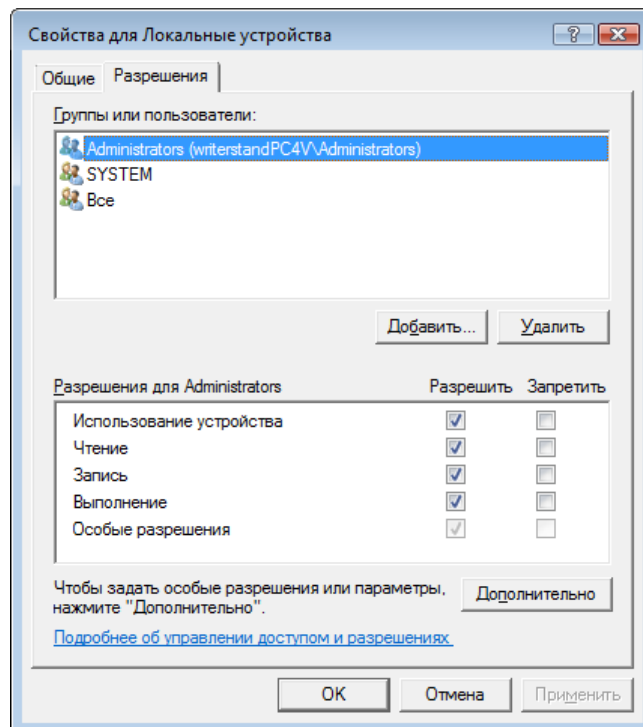 Свойства для Локальные устройства
Общие Разрешения
Группы или пользователи:
Administrators (writerstandPC4V\Administrators)
SYSTEM
Все
Добавить... Удалить
Разрешения для Administrators Разрешить Запретить
Использование устройства
Чтение
Запись
Выполнение
Особые разрешения
Чтобы задать особые разрешения или параметры,
нажмите "Дополнительно".
Дополнительно
Подробнее об управлении доступом и разрешениях
OK Отмена Применить